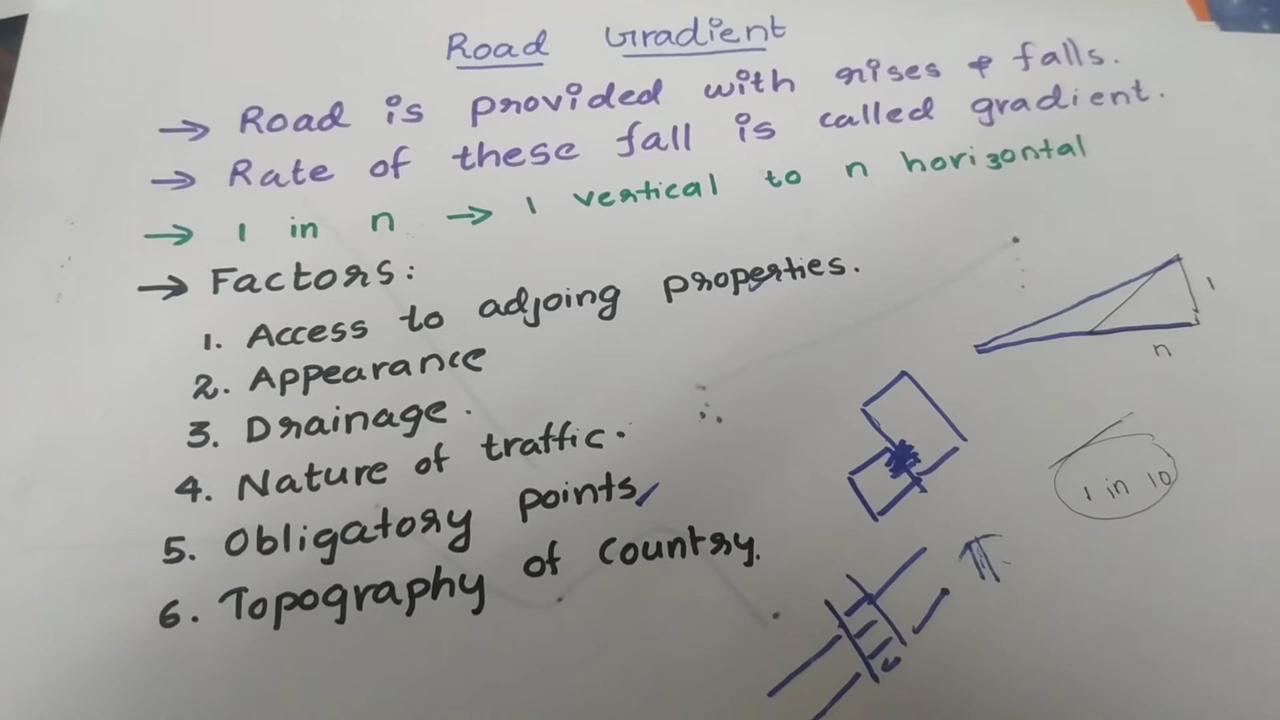 Road Gradient
→ Road is provided with rises & falls.
→ Rate of these fall is called gradient.
→ 1 in n → 1 vertical to n horizontal
→ Factors:
1. Access to adjoing properties.
2. Appearance
3. Drainage.
4. Nature of traffic.
5. Obligatory points
6. Topography of country.
1
n
1 in 10